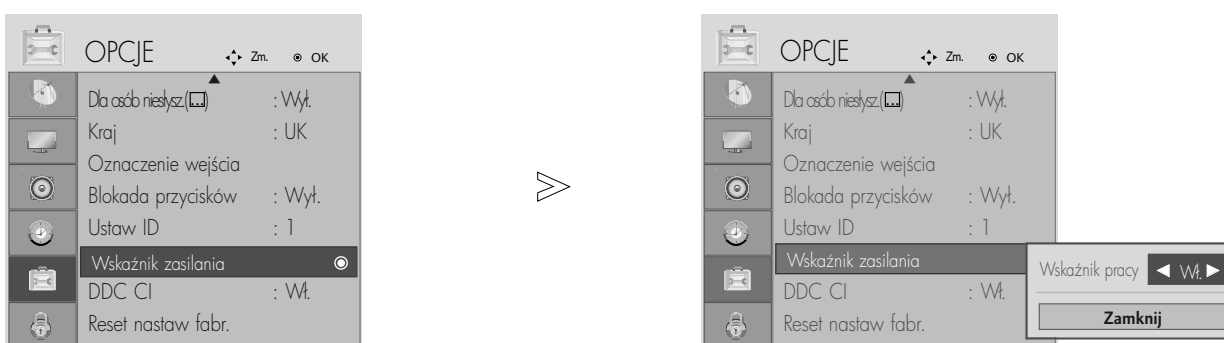 OPCJE Zm. OK
Dla osób niesłysz.( ) : Wył.
Kraj : UK
Oznaczenie wejścia
Blokada przycisków : Wył.
Ustaw ID : 1
Wskaźnik zasilania
DDC CI : Wł.
Reset nastaw fabr.
OPCJE Zm. OK
Dla osób niesłysz.( ) : Wył.
Kraj : UK
Oznaczenie wejścia
Blokada przycisków : Wył.
Ustaw ID : 1
Wskaźnik zasilania
DDC CI : Wł.
Reset nastaw fabr.
Wskaźnik pracy ◄ Wł. ►
Zamknij